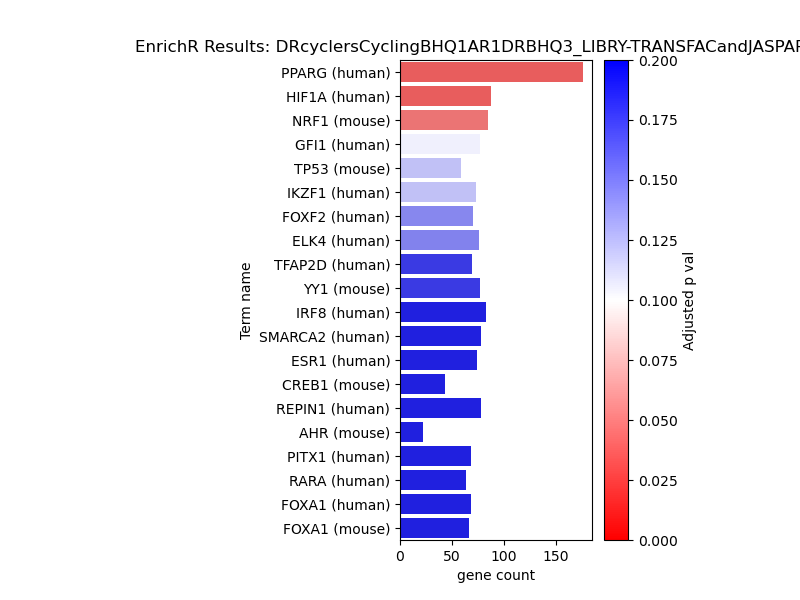 EnrichR Results: DRcyclersCyclingBHQ1AR1DRBHQ3_LIBRY-TRANSFACandJASPAR
PPARG (human)
HIF1A (human)
NRF1 (mouse)
GFI1 (human)
TP53 (mouse)
IKZF1 (human)
FOXF2 (human)
ELK4 (human)
TFAP2D (human)
YY1 (mouse)
IRF8 (human)
SMARCA2 (human)
ESR1 (human)
CREB1 (mouse)
REPIN1 (human)
AHR (mouse)
PITX1 (human)
RARA (human)
FOXA1 (human)
FOXA1 (mouse)
Term name
0 50 100 150
gene count
0.200
0.175
0.150
0.125
0.100
0.075
0.050
0.025
0.000
Adjusted p val